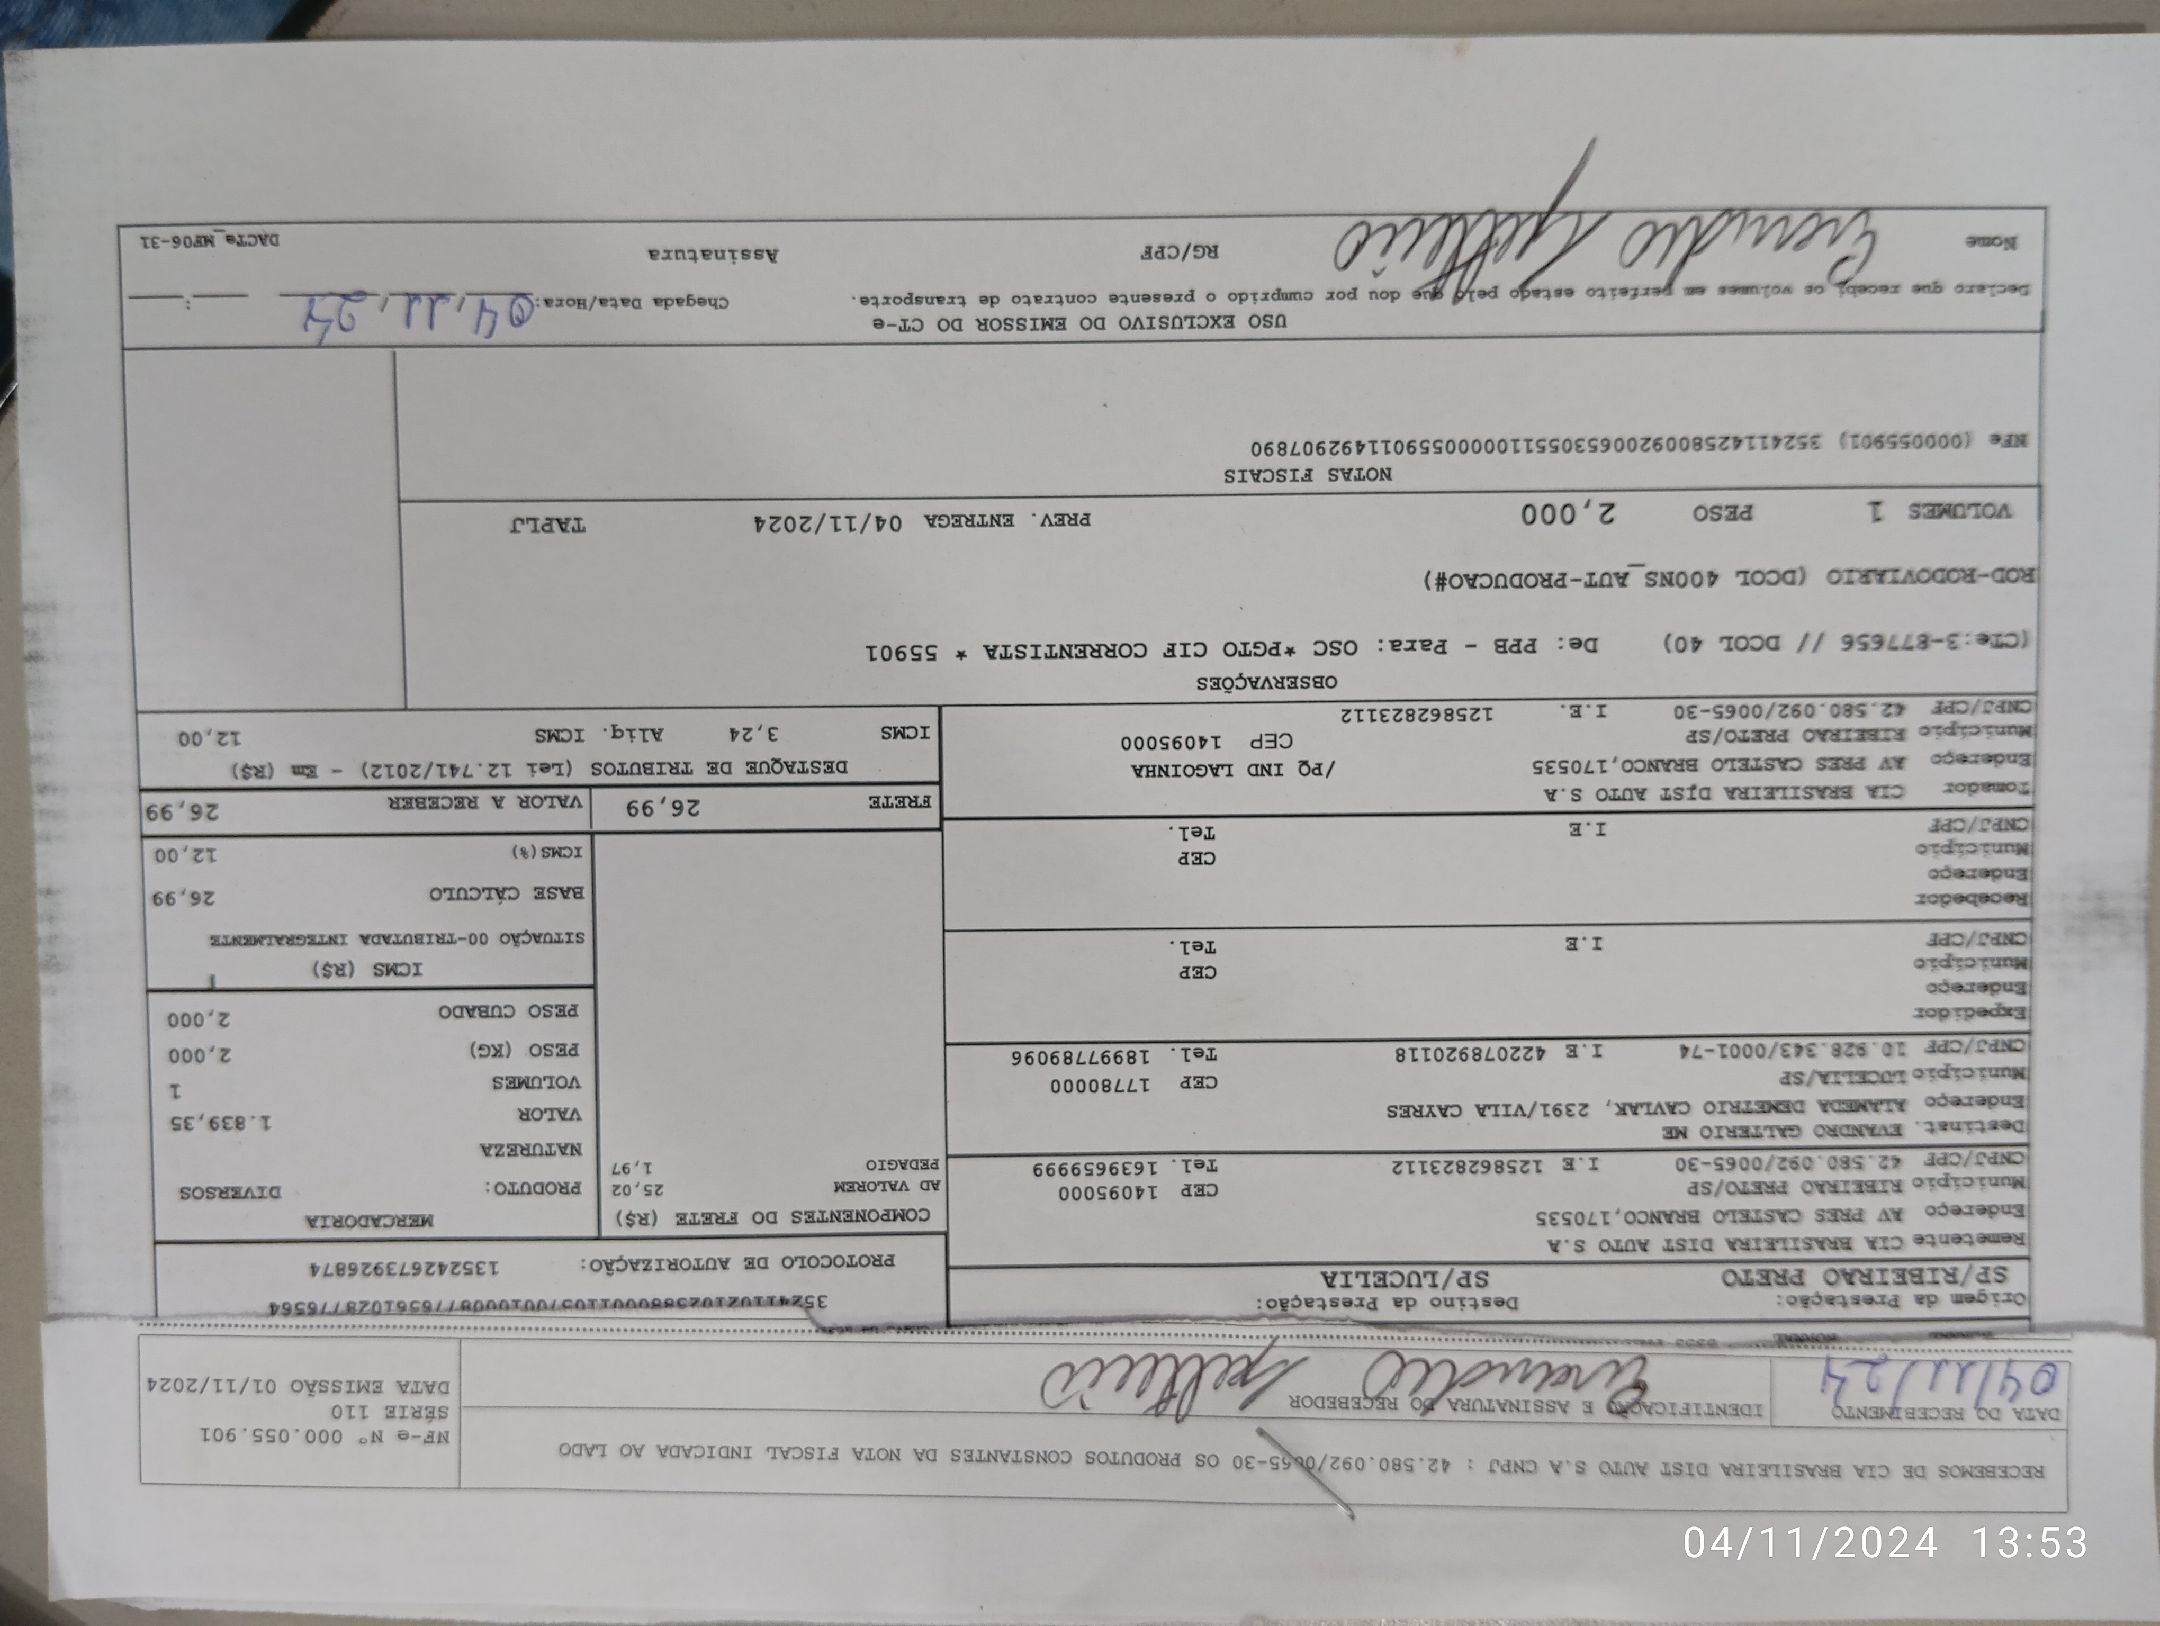 RECEBEMOS DE CIA BRASILEIRA DIST AUTO S.A CNPJ : 42.580.092/0065-30 OS PRODUTOS CONSTANTES DA NOTA FISCAL INDICADA AO LADO
NF-e Nº 000.055.901
SÉRIE 110
DATA EMISSÃO 01/11/2024
DATA DO RECEBIMENTO
04/11/24
IDENTIFICAÇÃO E ASSINATURA DO RECEBEDOR
Evandro Galterio
Origem da Prestação:
SP/RIBEIRAO PRETO
Destino da Prestação:
SP/LUCELIA
PROTOCOLO DE AUTORIZAÇÃO: 135242673926874
Remetente CIA BRASILEIRA DIST AUTO S.A
Endereço AV PRES CASTELO BRANCO,170535
Município RIBEIRAO PRETO/SP CEP 14095000
CNPJ/CPF 42.580.092/0065-30 I.E 125862823112 Tel. 1639659999
Destinat. EVANDRO GALTERIO ME
Endereço ALAMEDA DEMETRIO CAVLAK, 2391/VILA CAYRES
Município LUCELIA/SP CEP 17780000
CNPJ/CPF 10.928.343/0001-74 I.E 422078920118 Tel. 18997789096
Expedidor
Endereço
Município CEP
CNPJ/CPF I.E Tel.
Recebedor
Endereço
Município CEP
CNPJ/CPF I.E Tel.
Tomador CIA BRASILEIRA DIST AUTO S.A
Endereço AV PRES CASTELO BRANCO,170535 /PQ IND LAGOINHA
Município RIBEIRAO PRETO/SP CEP 14095000
CNPJ/CPF 42.580.092/0065-30 I.E. 125862823112
COMPONENTES DO FRETE (R$)
AD VALOREM 25,02
PEDAGIO 1,97
MERCADORIA
PRODUTO: DIVERSOS
NATUREZA
VALOR 1.839,35
VOLUMES 1
PESO (KG) 2,000
PESO CUBADO 2,000
ICMS (R$)
SITUAÇÃO 00-TRIBUTADA INTEGRALMENTE
BASE CÁLCULO 26,99
ICMS(%) 12,00
FRETE 26,99 VALOR A RECEBER 26,99
DESTAQUE DE TRIBUTOS (Lei 12.741/2012) - Em (R$)
ICMS 3,24 Aliq. ICMS 12,00
OBSERVAÇÕES
(CTe:3-877656 // DCOL 40) De: PPB - Para: OSC *PGTO CIF CORRENTISTA * 55901
ROD-RODOVIARIO (DCOL 400NS_AUT-PRODUCAO#)
VOLUMES 1 PESO 2,000 PREV. ENTREGA 04/11/2024 TAPLJ
NOTAS FISCAIS
NFe (00055901) 35241142580092006530551100000559011492907890
USO EXCLUSIVO DO EMISSOR DO CT-e
Declaro que recebi os volumes em perfeito estado pelo que dou por cumprido o presente contrato de transporte. Chegada Data/Hora: 04,11,24 :
Nome Evandro Galterio RG/CPF Assinatura DACTe_MF06-31
04/11/2024 13:53